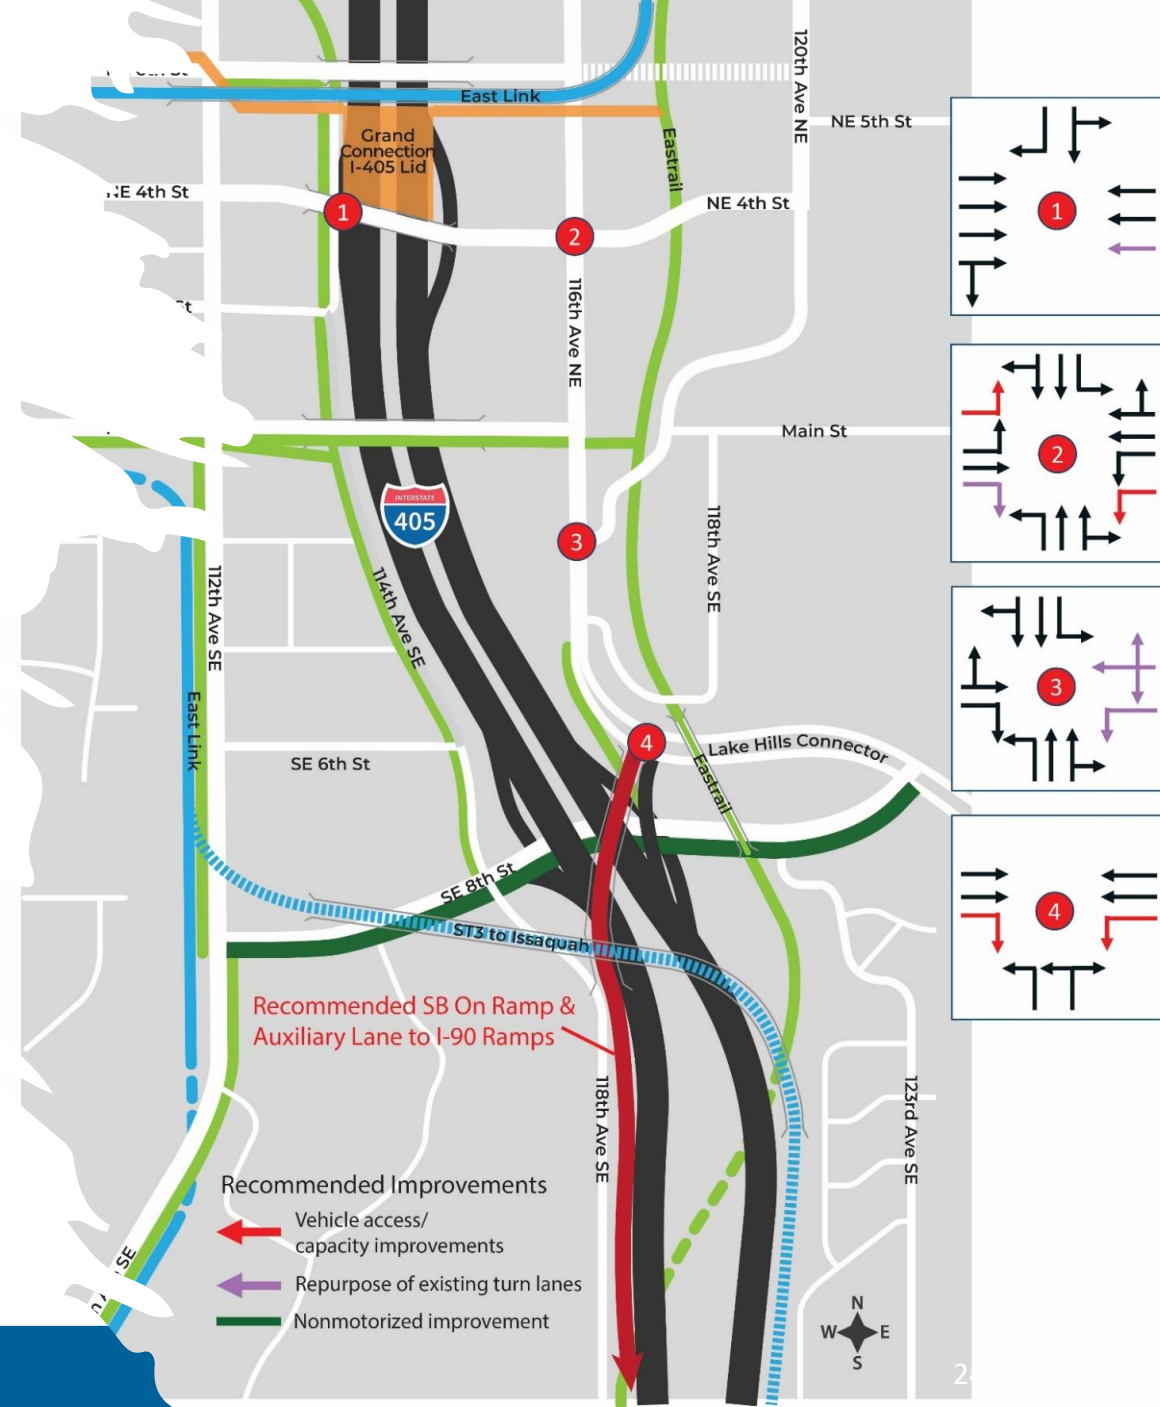 120th Ave NE
East Link
NE 5th St
Eastrail
Grand
Connection
I-405 Lid
NE 4th St
NE 4th St
1
2
1
116th Ave NE
St
2
Main St
INTERSTATE
405
3
118th Ave SE
112th Ave SE
114th Ave SE
3
East Link
4
Lake Hills Connector
SE 6th St
Eastrail
SE 8th St
4
ST3 to Issaquah
Recommended SB On Ramp &
Auxiliary Lane to I-90 Ramps
118th Ave SE
123rd Ave SE
Recommended Improvements
Vehicle access/
capacity improvements
Repurpose of existing turn lanes
Nonmotorized improvement
SE
N
W E
S